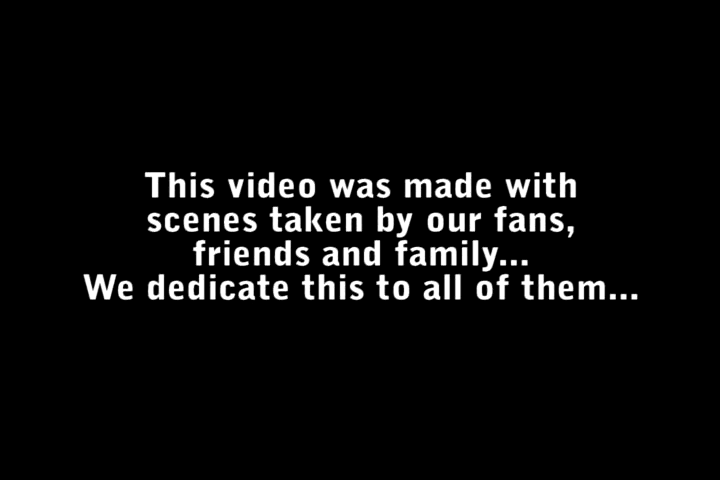 This video was made with
scenes taken by our fans,
friends and family...
We dedicate this to all of them...